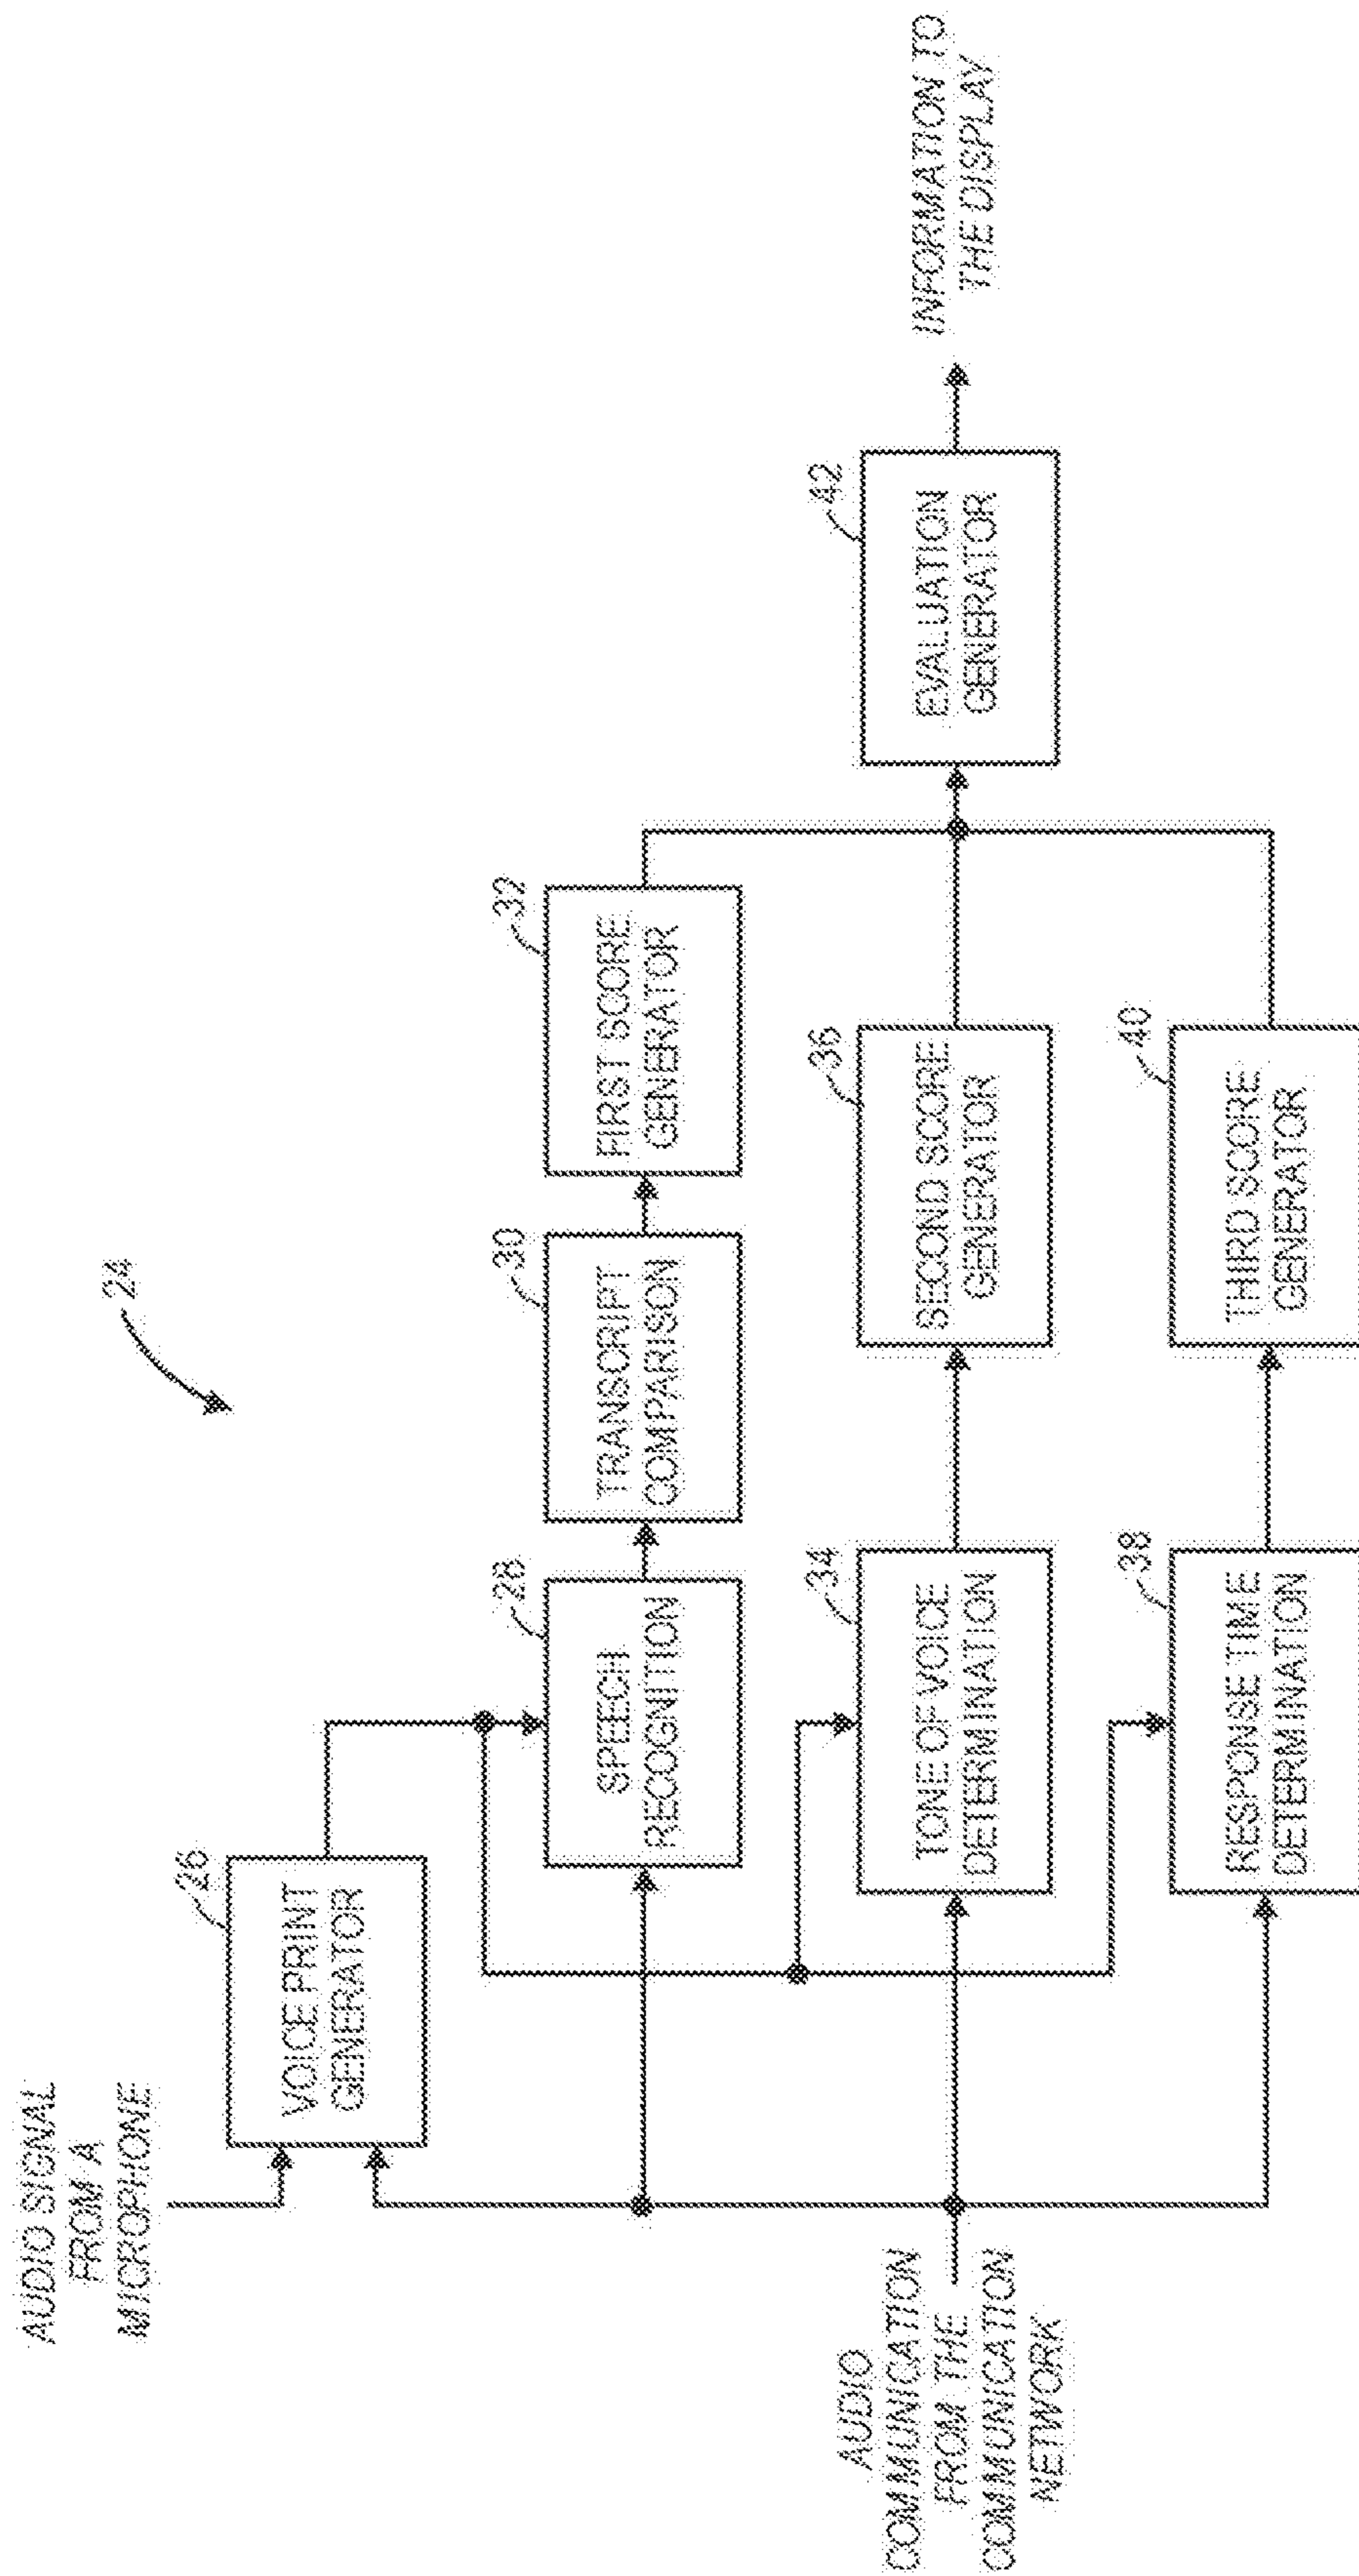 24
AUDIO SIGNAL
FROM A
MICROPHONE
26
VOICE PRINT
GENERATOR
28
SPEECH
RECOGNITION
30
TRANSCRIPT
COMPARISON
32
FIRST SCORE
GENERATOR
AUDIO
COMMUNICATION
FROM THE
COMMUNICATION
NETWORK
34
TONE OF VOICE
DETERMINATION
36
SECOND SCORE
GENERATOR
42
EVALUATION
GENERATOR
INFORMATION TO
THE DISPLAY
38
RESPONSE TIME
DETERMINATION
40
THIRD SCORE
GENERATOR